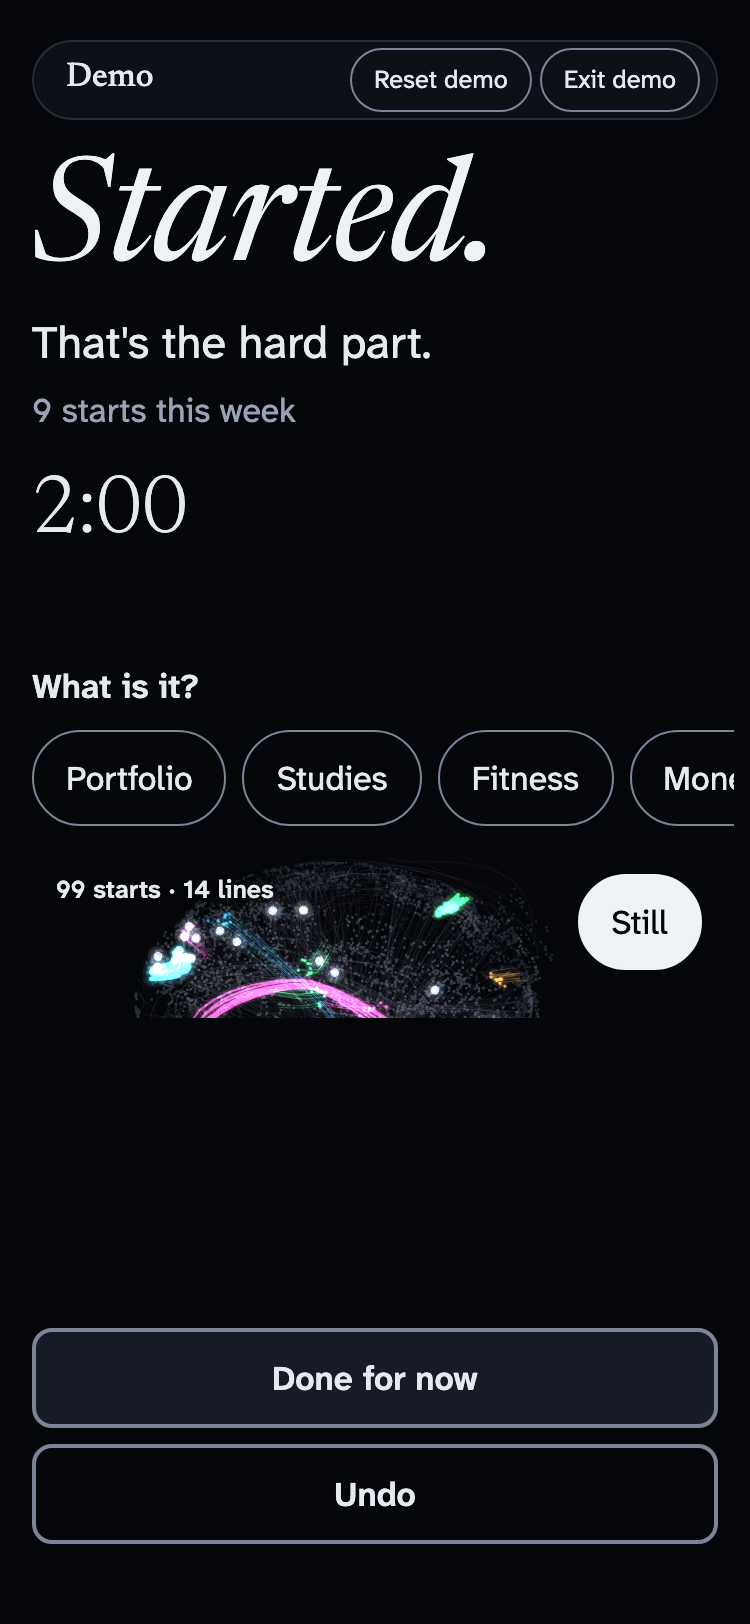 Demo
Reset demo
Exit demo
Started.
That's the hard part.
9 starts this week
2:00
What is it?
Portfolio
Studies
Fitness
Mone
99 starts · 14 lines
Still
Done for now
Undo